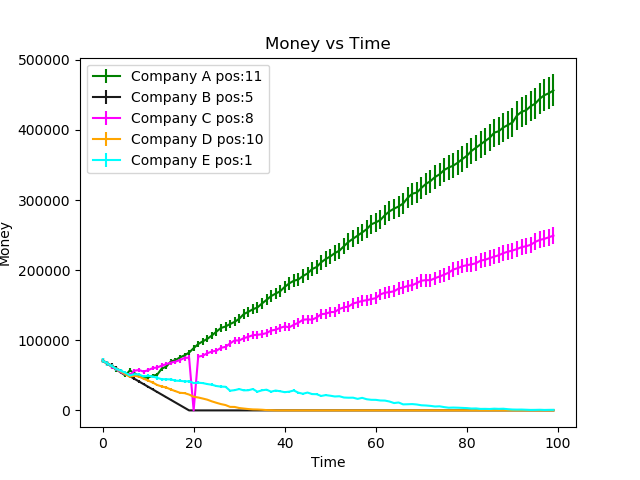 Money vs Time
500000
400000
300000
200000
100000
0
Money
Company A pos:11
Company B pos:5
Company C pos:8
Company D pos:10
Company E pos:1
0 20 40 60 80 100
Time